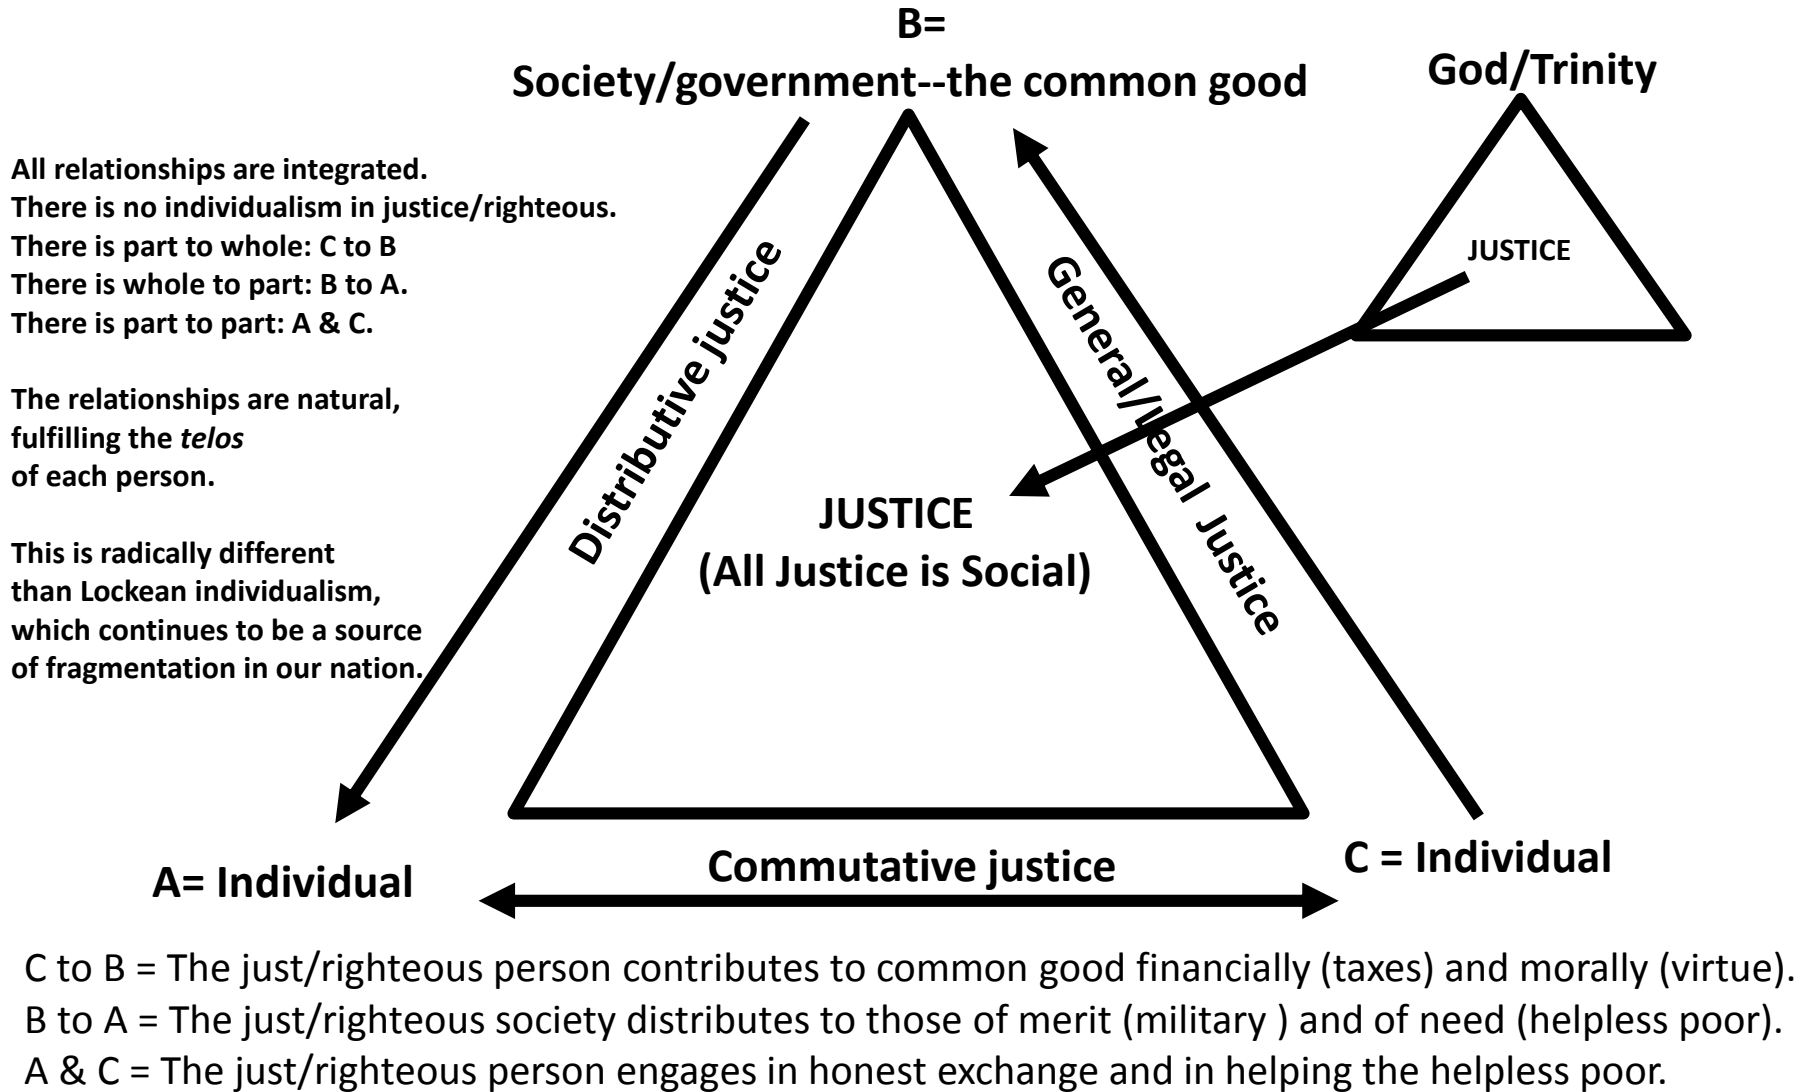 B=
Society/government--the common good
God/Trinity
All relationships are integrated.
There is no individualism in justice/righteous.
There is part to whole: C to B
There is whole to part: B to A.
There is part to part: A & C.
The relationships are natural,
fulfilling the telos
of each person.
This is radically different
than Lockean individualism,
which continues to be a source
of fragmentation in our nation.
Distributive justice
General/Legal Justice
JUSTICE
JUSTICE
(All Justice is Social)
A= Individual
Commutative justice
C = Individual
C to B = The just/righteous person contributes to common good financially (taxes) and morally (virtue).
B to A = The just/righteous society distributes to those of merit (military ) and of need (helpless poor).
A & C = The just/righteous person engages in honest exchange and in helping the helpless poor.